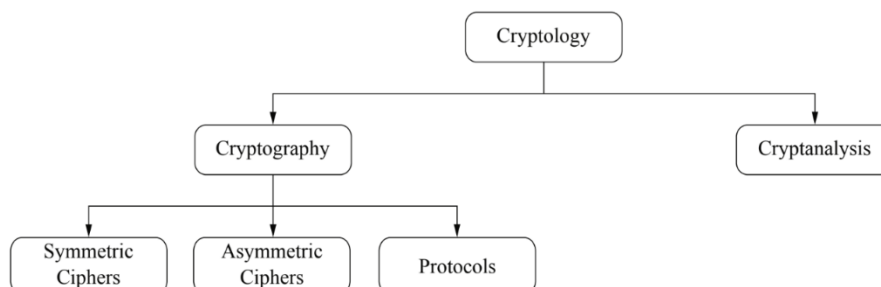 Cryptology
Cryptography
Cryptanalysis
Symmetric
Ciphers
Asymmetric
Ciphers
Protocols